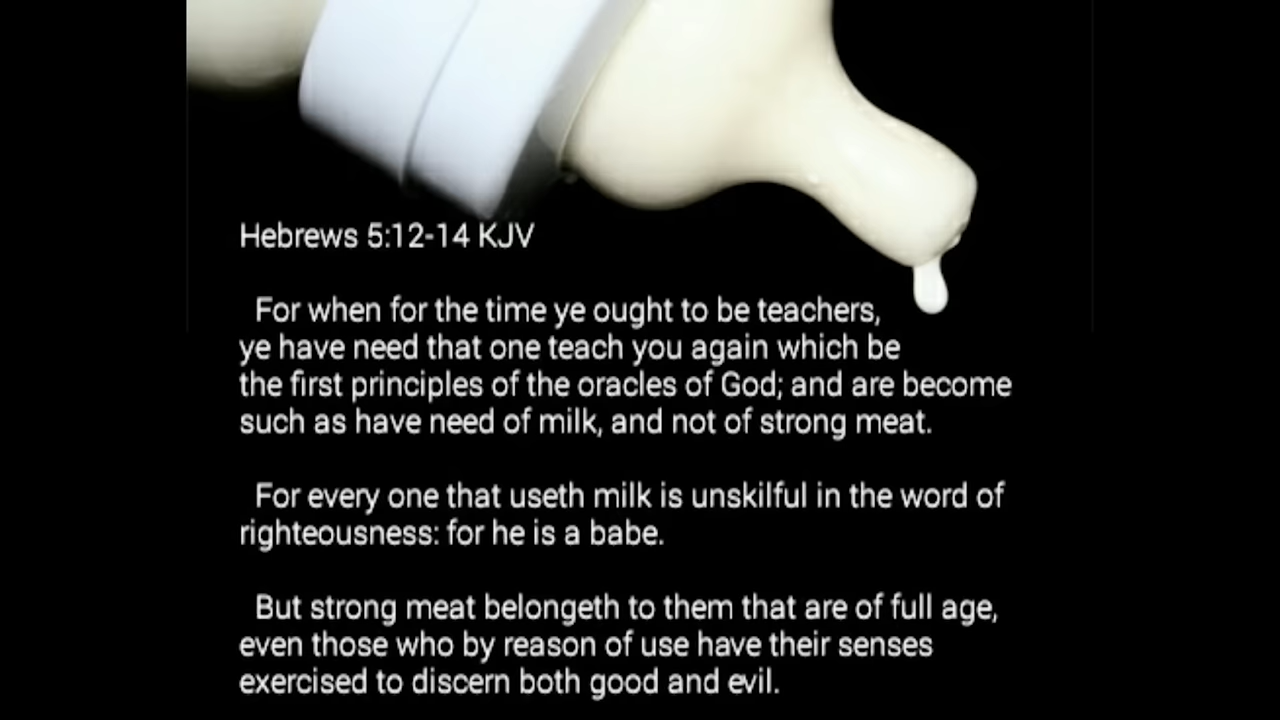 Hebrews 5:12-14 KJV
For when for the time ye ought to be teachers,
ye have need that one teach you again which be
the first principles of the oracles of God; and are become
such as have need of milk, and not of strong meat.
For every one that useth milk is unskilful in the word of
righteousness: for he is a babe.
But strong meat belongeth to them that are of full age,
even those who by reason of use have their senses
exercised to discern both good and evil.